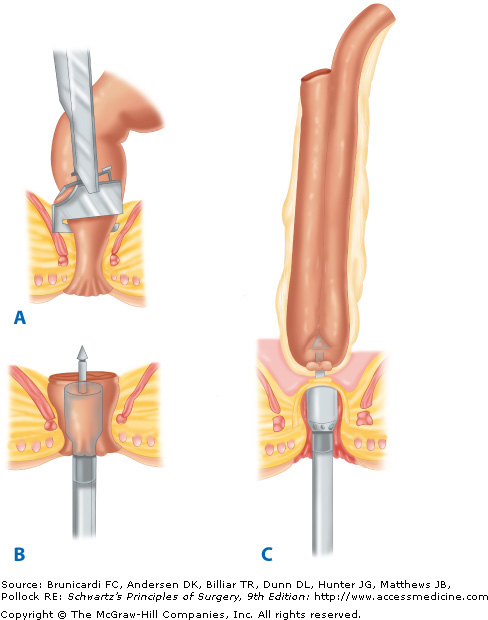 A
B
C
Source: Brunicardi FC, Andersen DK, Billiar TR, Dunn DL, Hunter JG, Matthews JB,
Pollock RE: Schwartz's Principles of Surgery, 9th Edition: http://www.accessmedicine.com
Copyright © The McGraw-Hill Companies, Inc. All rights reserved.